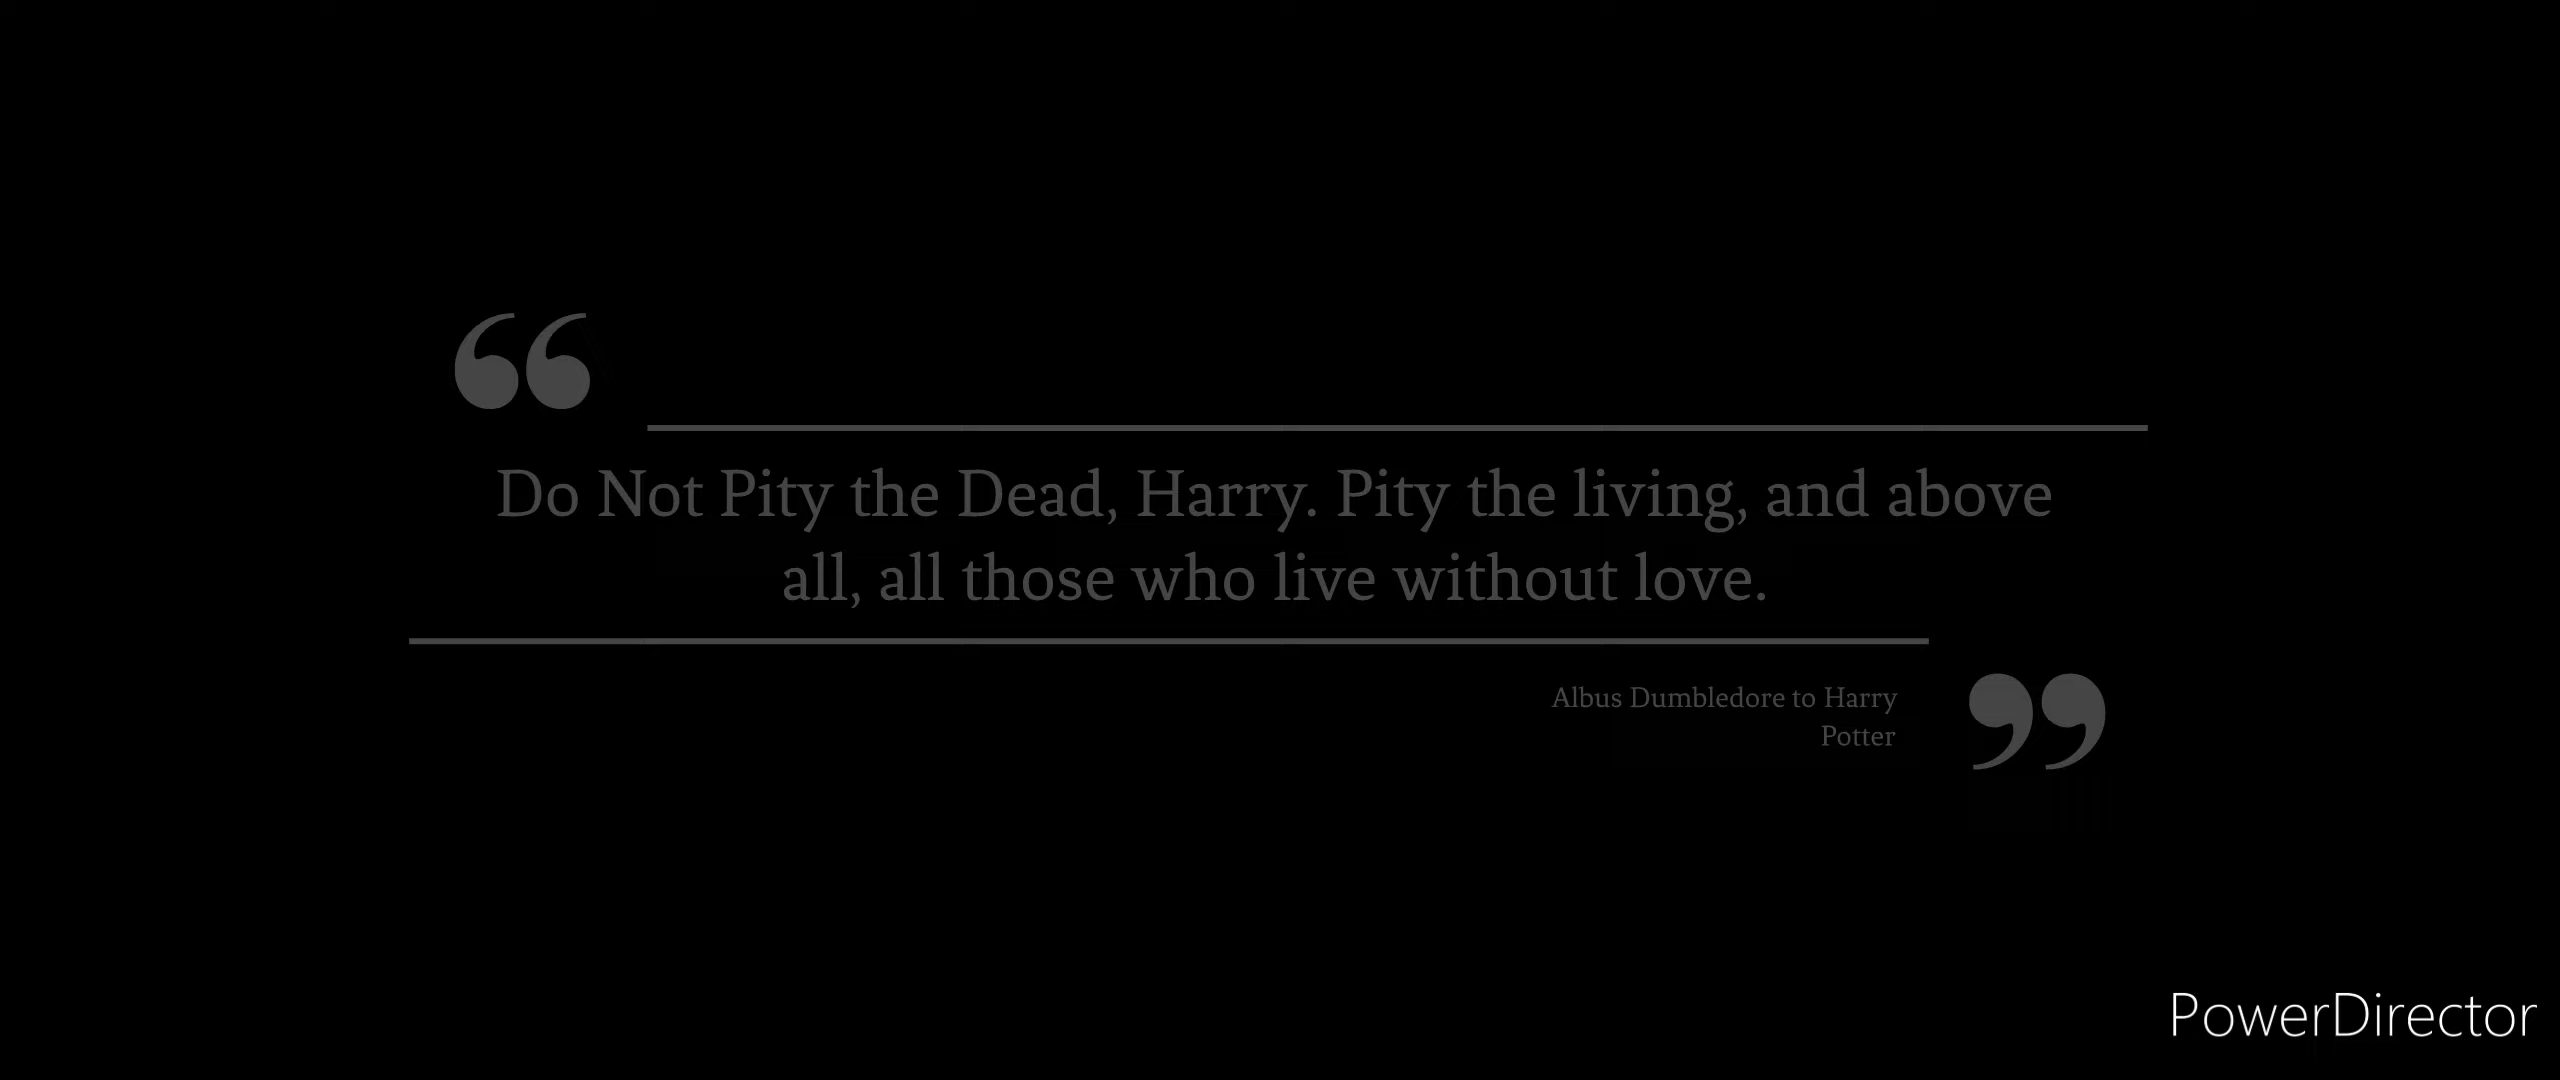 Do Not Pity the Dead, Harry. Pity the living, and above
all, all those who live without love.
Albus Dumbledore to Harry
Potter
PowerDirector